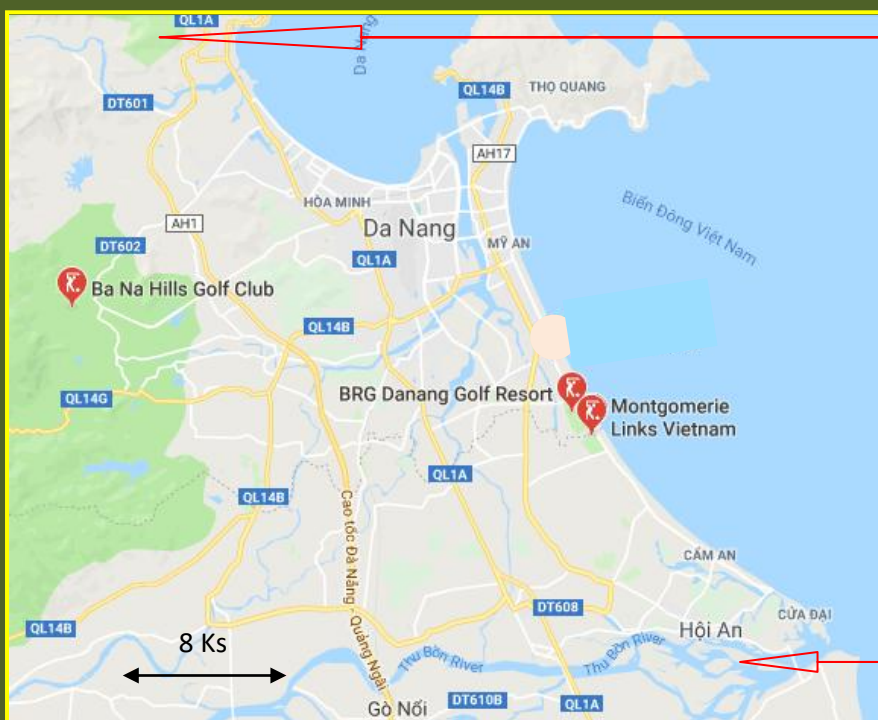 QL1A
Da Nang
DT601
QL14B
THỌ QUANG
AH17
HÒA MINH
Biển Đông Việt Nam
AH1
Da Nang
MỸ AN
DT602
QL1A
Ba Na Hills Golf Club
QL14B
BRG Danang Golf Resort
QL14G
Montgomerie
Links Vietnam
QL1A
QL14B
Cao tốc Đà Nẵng - Quảng Ngãi
CẨM AN
DT608
CỬA ĐẠI
QL14B
8 Ks
Hội An
Thu Bồn River
Thu Bồn River
DT610B
QL1A
Gò Nổi